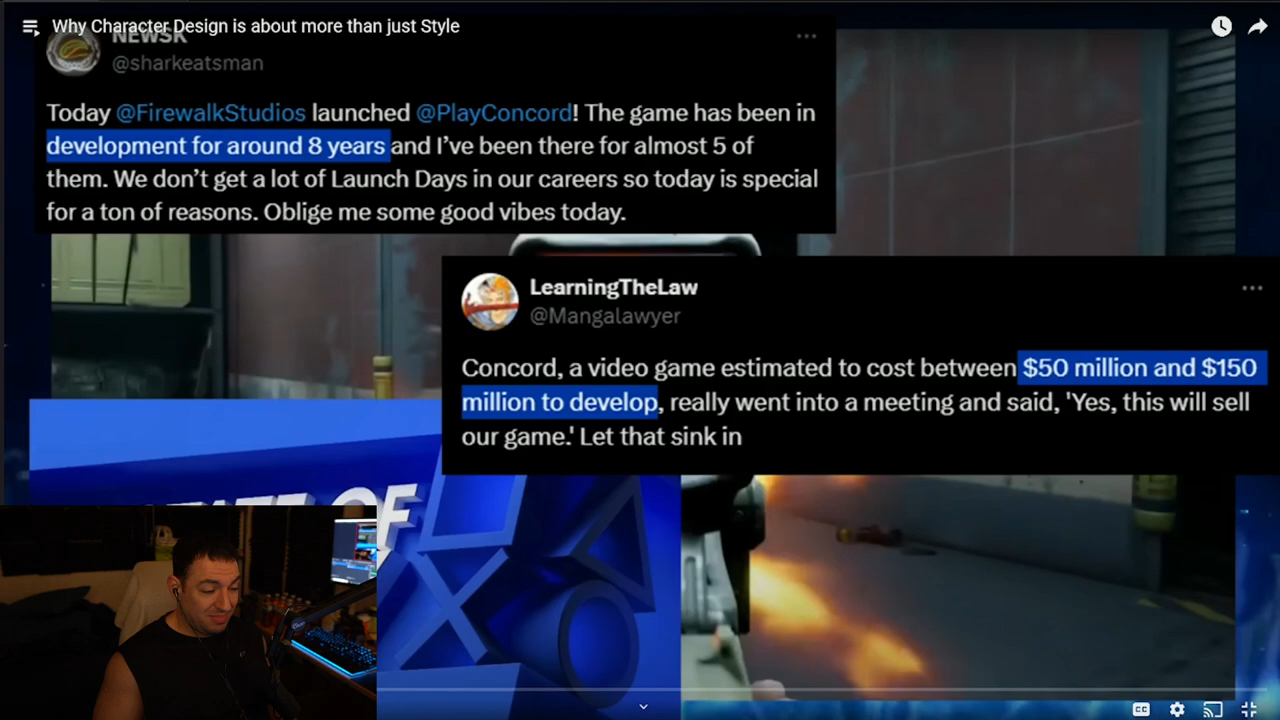 Why Character Design is about more than just Style
NEWSK
@sharkeatsman
Today @FirewalkStudios launched @PlayConcord! The game has been in
development for around 8 years and I've been there for almost 5 of
them. We don't get a lot of Launch Days in our careers so today is special
for a ton of reasons. Oblige me some good vibes today.
LearningTheLaw
@Mangalawyer
Concord, a video game estimated to cost between $50 million and $150
million to develop, really went into a meeting and said, 'Yes, this will sell
our game.' Let that sink in
STATE OF
CC